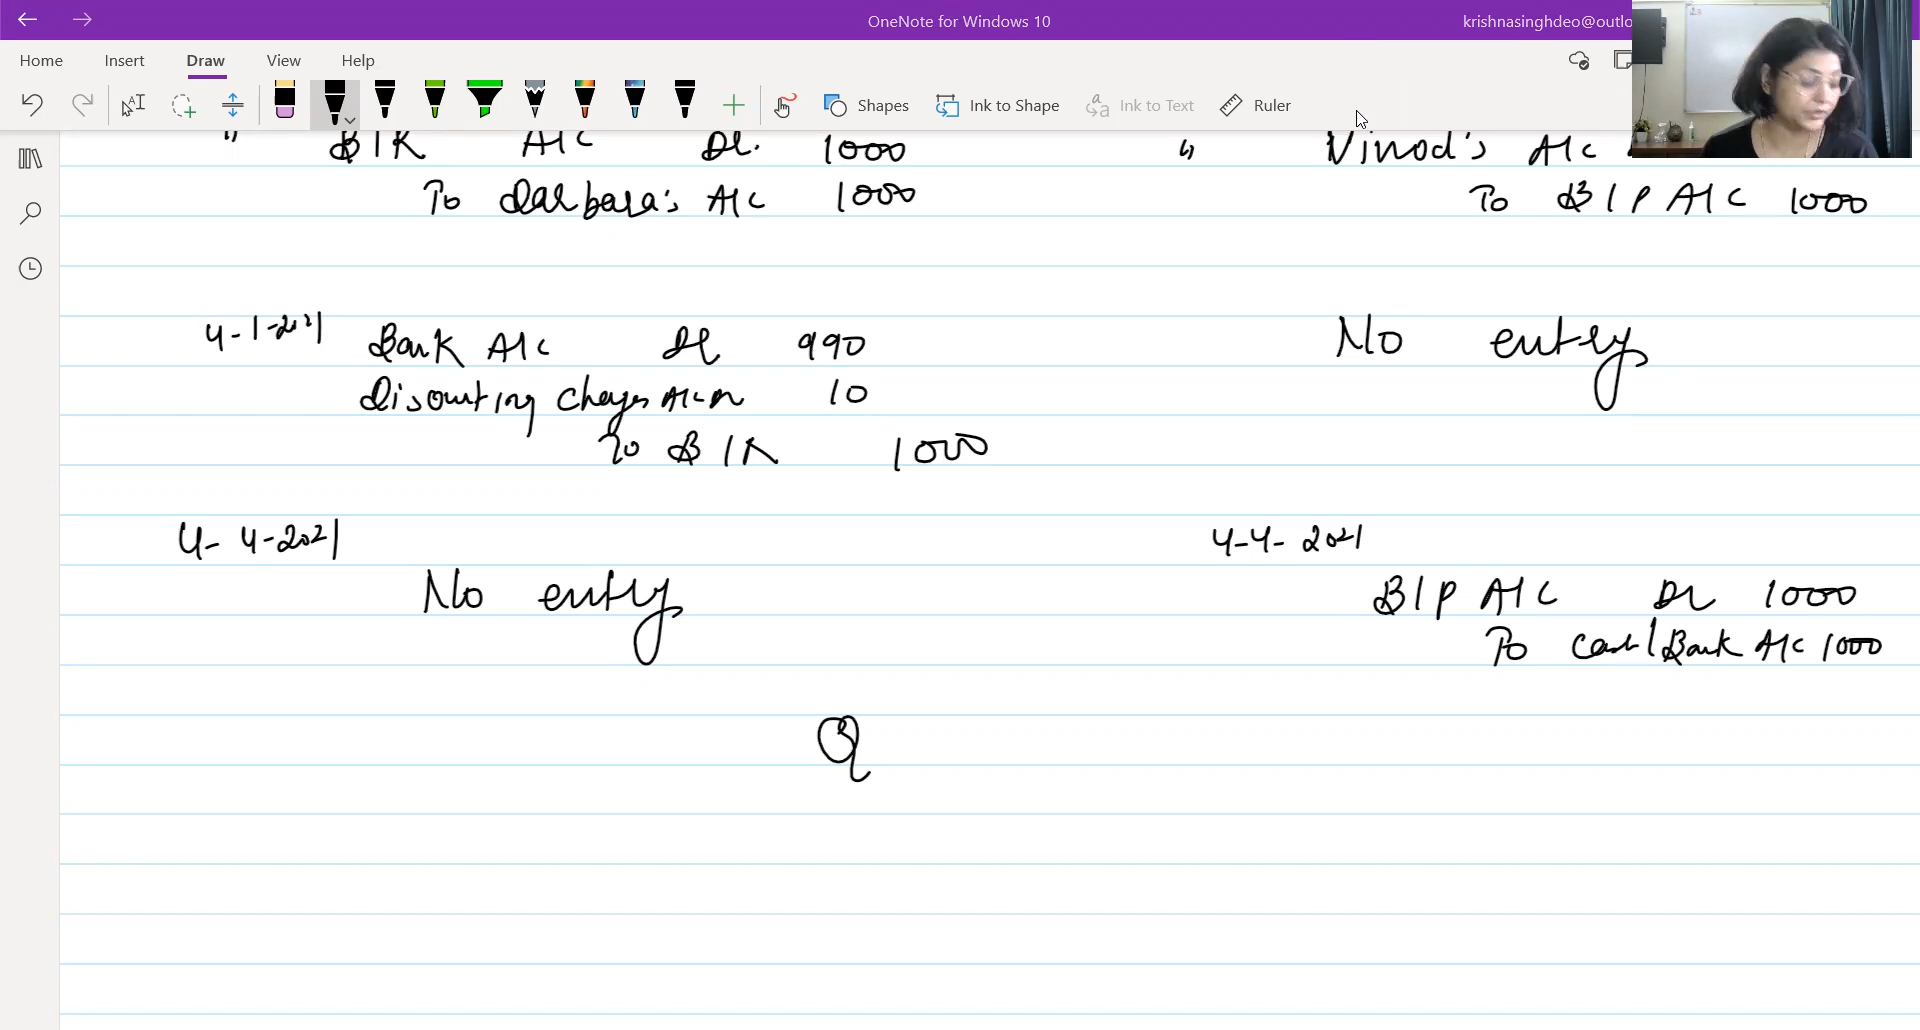 OneNote for Windows 10
krishnasinghdeo@outlo
Home Insert Draw View Help
Shapes Ink to Shape Ink to Text Ruler
" B/R A/C Dr. 1000
To Darbara's A/C 1000
" Vinod's A/C
To B/P A/C 1000
4-1-2021 Bank A/C Dr 990
Discounting Charges A/C Dr 10
To B/R 1000
No entry
4-4-2021
No entry
4-4-2021
B/P A/C Dr 1000
To Cash/Bank A/C 1000
Q